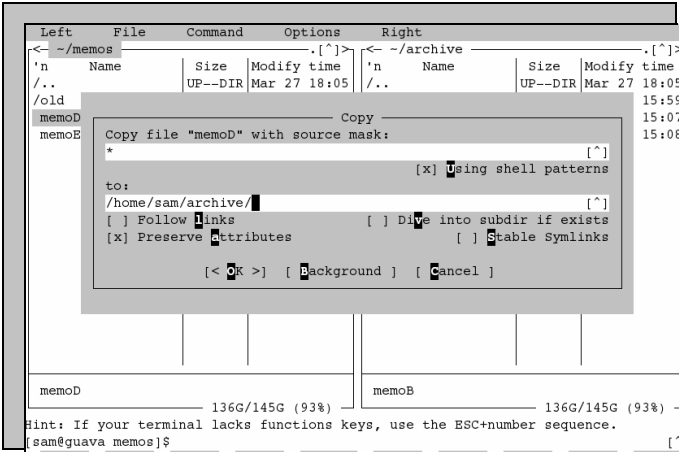 Left File Command Options Right
<─ ~/memos ─.[^]> <─ ~/archive ─.[^]>
'n Name Size Modify time 'n Name Size Modify time
/.. UP--DIR Mar 27 18:05 /.. UP--DIR Mar 27 18:05
/old 15:59
memoD 15:07
memoE 15:08
Copy
Copy file "memoD" with source mask:
* [^]
[x] Using shell patterns
to:
/home/sam/archive/ [^]
[ ] Follow links [ ] Dive into subdir if exists
[x] Preserve attributes [ ] Stable Symlinks
[< OK >] [ Background ] [ Cancel ]
memoD memoB
136G/145G (93%) 136G/145G (93%)
Hint: If your terminal lacks functions keys, use the ESC+number sequence.
[sam@guava memos]$ [^